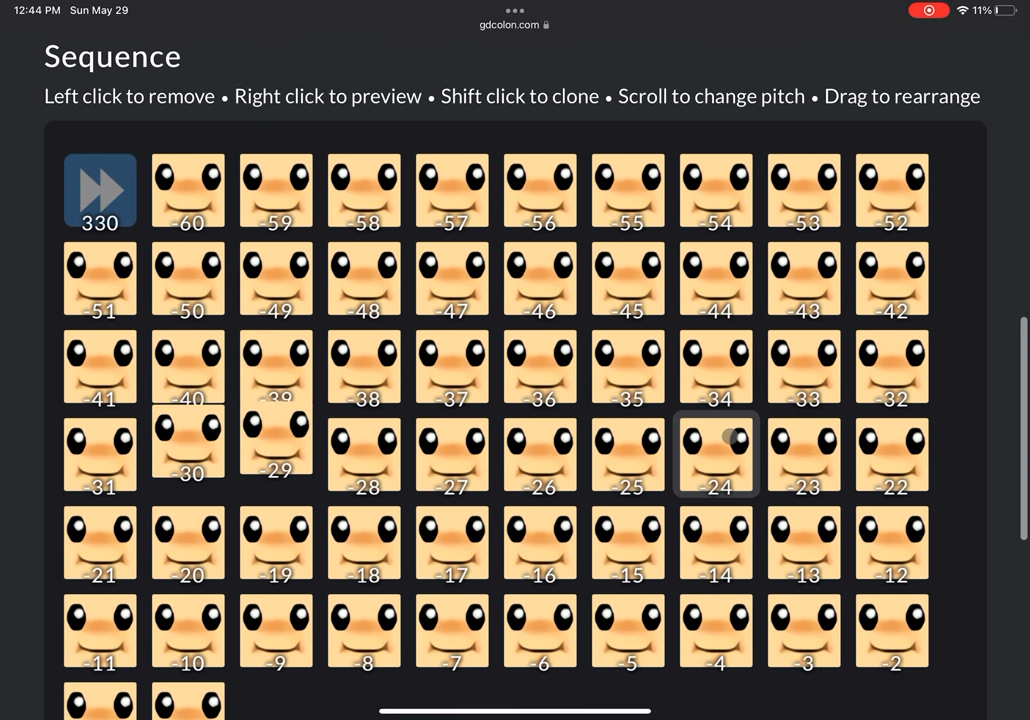 12:44 PM Sun May 29
gdcolon.com
11%
Sequence
Left click to remove • Right click to preview • Shift click to clone • Scroll to change pitch • Drag to rearrange
330 -60 -59 -58 -57 -56 -55 -54 -53 -52
-51 -50 -49 -48 -47 -46 -45 -44 -43 -42
-41 -40 -39 -38 -37 -36 -35 -34 -33 -32
-31 -30 -29 -28 -27 -26 -25 -24 -23 -22
-21 -20 -19 -18 -17 -16 -15 -14 -13 -12
-11 -10 -9 -8 -7 -6 -5 -4 -3 -2